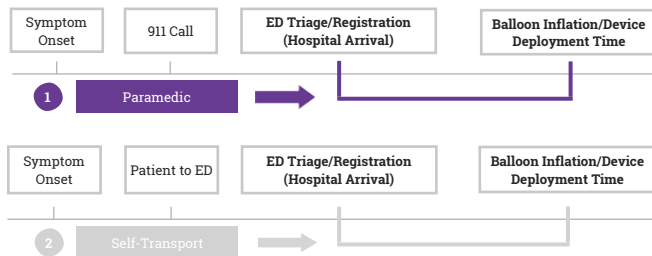 Symptom
Onset
911 Call
ED Triage/Registration
(Hospital Arrival)
Balloon Inflation/Device
Deployment Time
1
Paramedic
Symptom
Onset
Patient to ED
ED Triage/Registration
(Hospital Arrival)
Balloon Inflation/Device
Deployment Time
2
Self-Transport